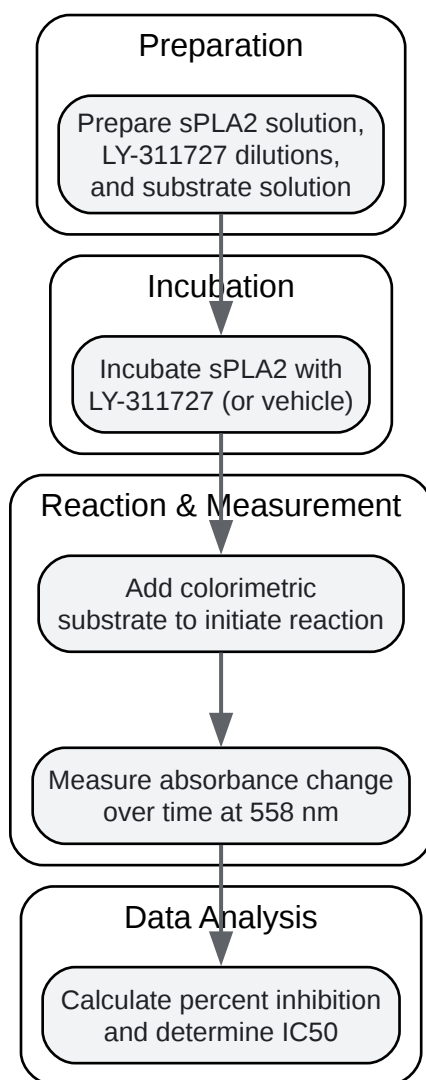 Preparation
Prepare sPLA2 solution,
LY-311727 dilutions,
and substrate solution
Incubation
Incubate sPLA2 with
LY-311727 (or vehicle)
Reaction & Measurement
Add colorimetric
substrate to initiate reaction
Measure absorbance change
over time at 558 nm
Data Analysis
Calculate percent inhibition
and determine IC50